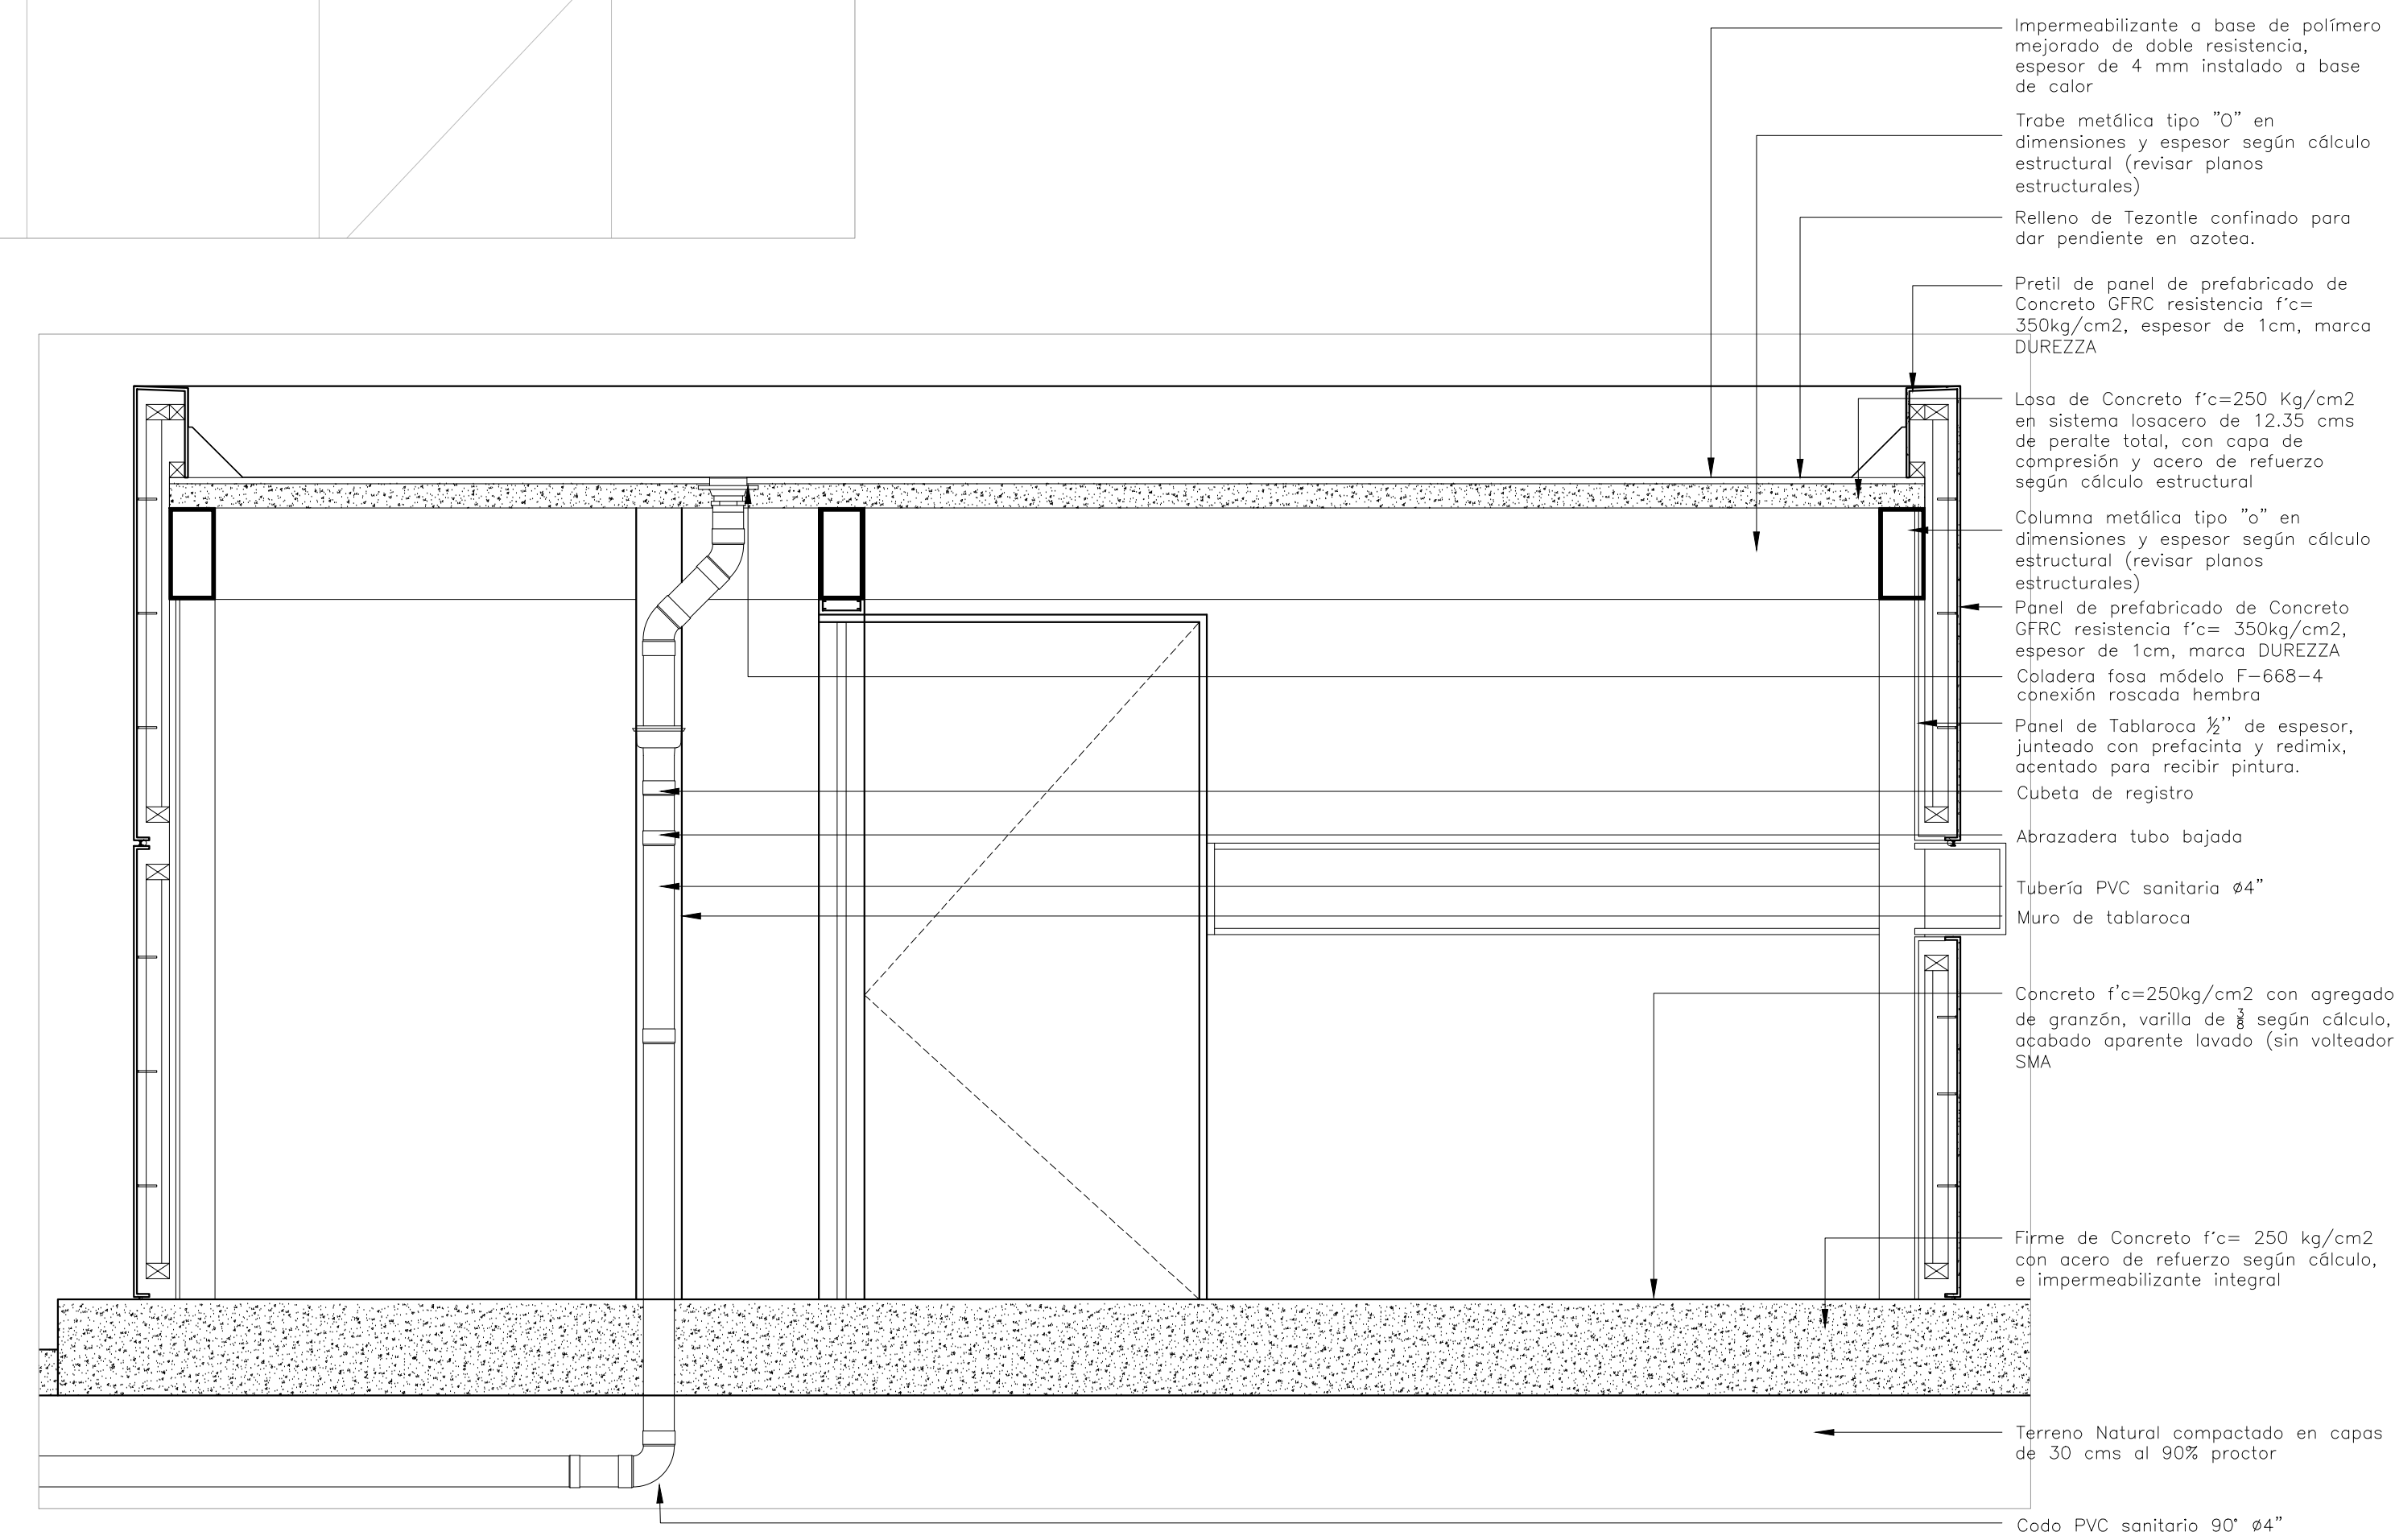 Impermeabilizante a base de polímero
mejorado de doble resistencia,
espesor de 4 mm instalado a base
de calor
Trabe metálica tipo "O" en
dimensiones y espesor según cálculo
estructural (revisar planos
estructurales)
Relleno de Tezontle confinado para
dar pendiente en azotea.
Pretil de panel de prefabricado de
Concreto GFRC resistencia f'c=
350kg/cm2, espesor de 1cm, marca
DUREZZA
Losa de Concreto f'c=250 Kg/cm2
en sistema losacero de 12.35 cms
de peralte total, con capa de
compresión y acero de refuerzo
según cálculo estructural
Columna metálica tipo "o" en
dimensiones y espesor según cálculo
estructural (revisar planos
estructurales)
Panel de prefabricado de Concreto
GFRC resistencia f'c= 350kg/cm2,
espesor de 1cm, marca DUREZZA
Coladera fosa módelo F-668-4
conexión roscada hembra
Panel de Tablaroca ½'' de espesor,
junteado con prefacinta y redimix,
acentado para recibir pintura.
Cubeta de registro
Abrazadera tubo bajada
Tubería PVC sanitaria ø4"
Muro de tablaroca
Concreto f'c=250kg/cm2 con agregado
de granzón, varilla de ⅜ según cálculo,
acabado aparente lavado (sin volteador
SMA
Firme de Concreto f'c= 250 kg/cm2
con acero de refuerzo según cálculo,
e impermeabilizante integral
Terreno Natural compactado en capas
de 30 cms al 90% proctor
Codo PVC sanitario 90° ø4"